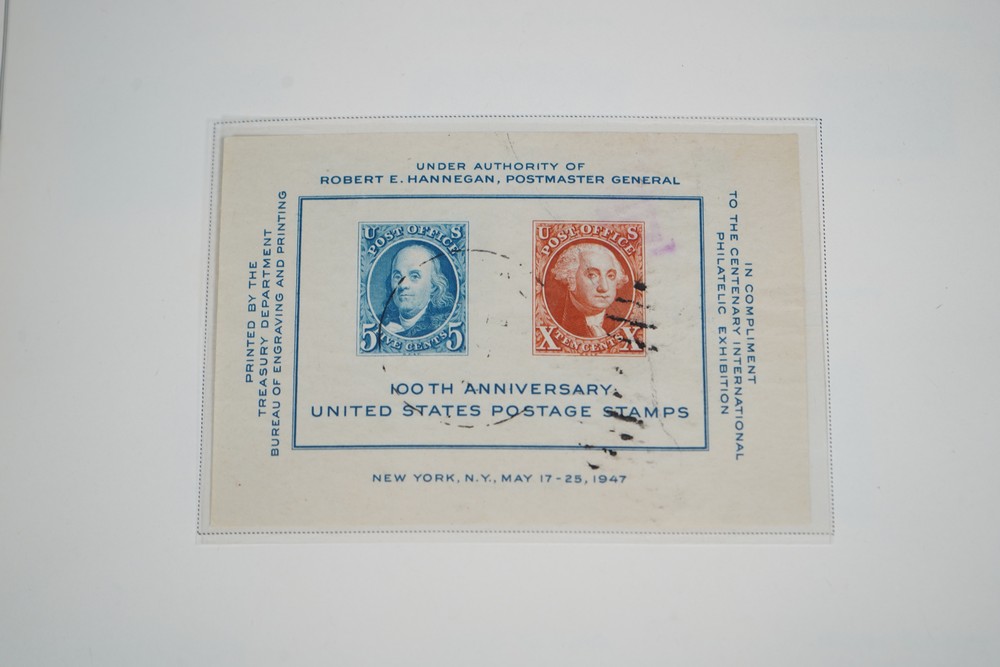 UNDER AUTHORITY OF
ROBERT E. HANNEGAN, POSTMASTER GENERAL
PRINTED BY THE
TREASURY DEPARTMENT
BUREAU OF ENGRAVING AND PRINTING
U S
POST OFFICE
5 5
FIVE CENTS
U S
POST OFFICE
X X
TEN CENTS
100TH ANNIVERSARY
UNITED STATES POSTAGE STAMPS
IN COMPLIMENT
TO THE CENTENARY INTERNATIONAL
PHILATELIC EXHIBITION
NEW YORK, N.Y., MAY 17-25, 1947